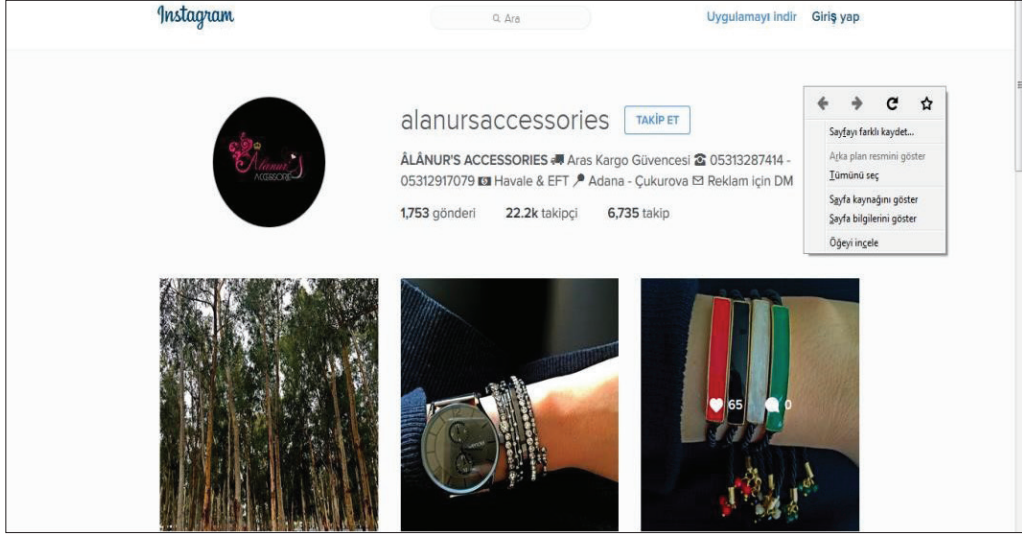 Instagram
Ara
Uygulamayı indir Giriş yap
alanursaccessories TAKİP ET
ÂLÂNUR'S ACCESSORIES Aras Kargo Güvencesi 05313287414 -
05312917079 Havale & EFT Adana - Çukurova Reklam için DM
1,753 gönderi 22.2k takipçi 6,735 takip
Sayfayı farklı kaydet...
Arka plan resmini göster
Tümünü seç
Sayfa kaynağını göster
Sayfa bilgilerini göster
Öğeyi incele
Alanur's
ACCESSORIES
65 0